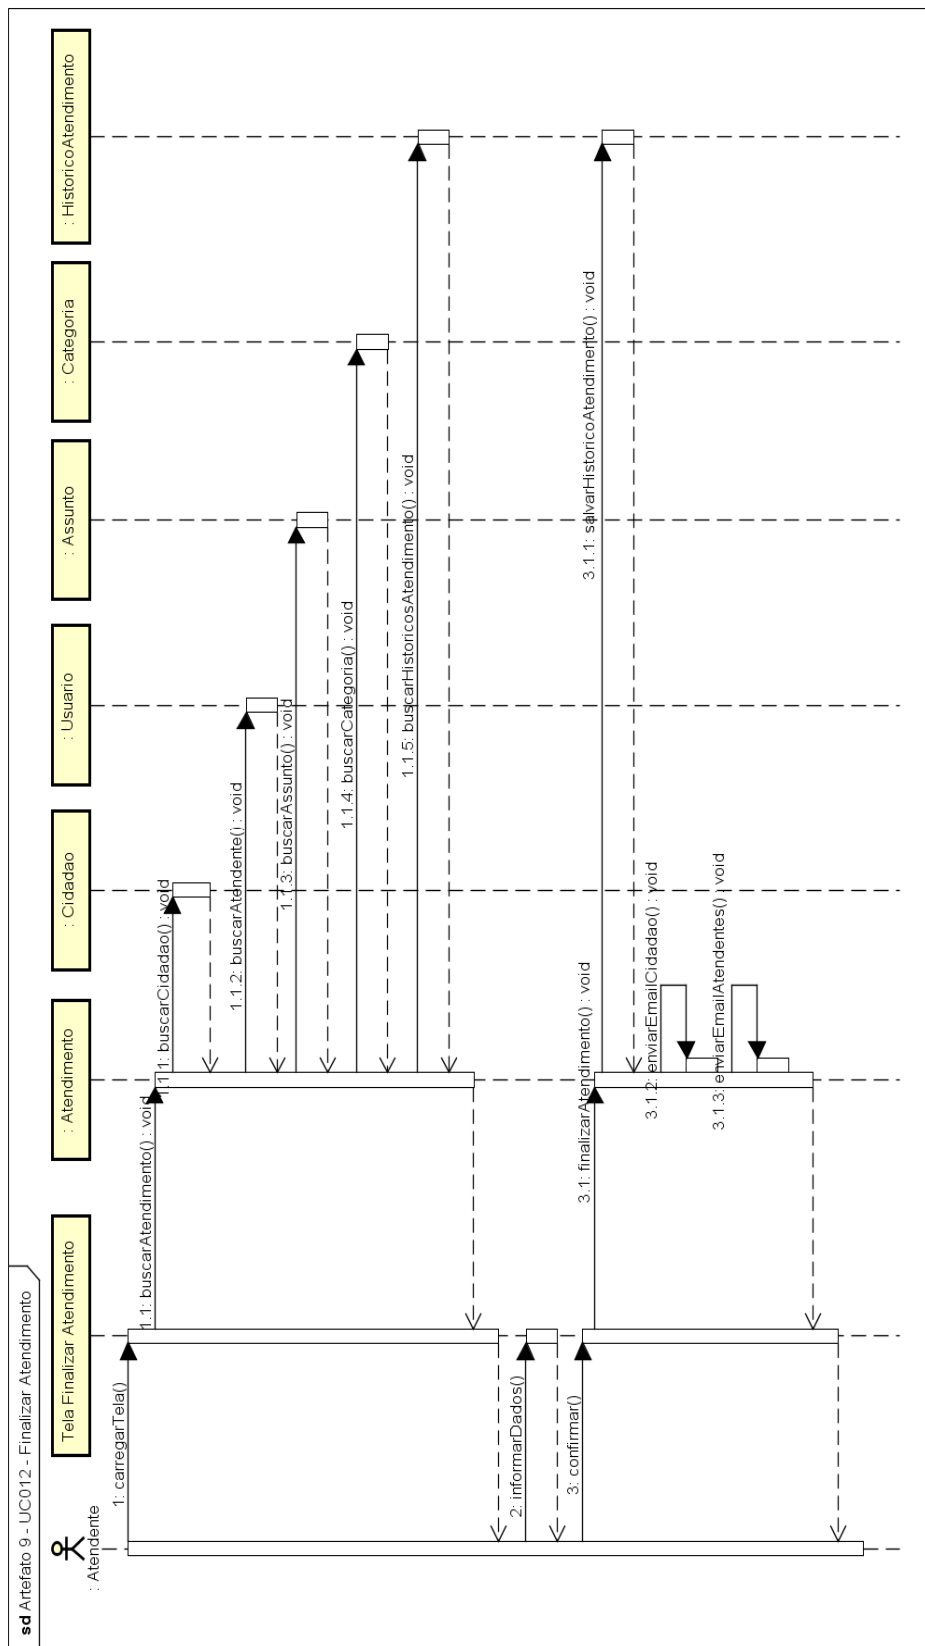 sd Artefato 9 - UC012 - Finalizar Atendimento
: Atendente
Tela Finalizar Atendimento
: Atendimento
: Cidadao
: Usuario
: Assunto
: Categoria
: HistoricoAtendimento
1: carregarTela()
1.1: buscarAtendimento() : void
1.1.1: buscarCidadao() : void
1.1.2: buscarAtendente() : void
1.1.3: buscarAssunto() : void
1.1.4: buscarCategoria() : void
1.1.5: buscarHistoricosAtendimento() : void
2: informarDados()
3: confirmar()
3.1: finalizarAtendimento() : void
3.1.1: salvarHistoricoAtendimento() : void
3.1.2: enviarEmailCidadao() : void
3.1.3: enviarEmailAtendentes() : void